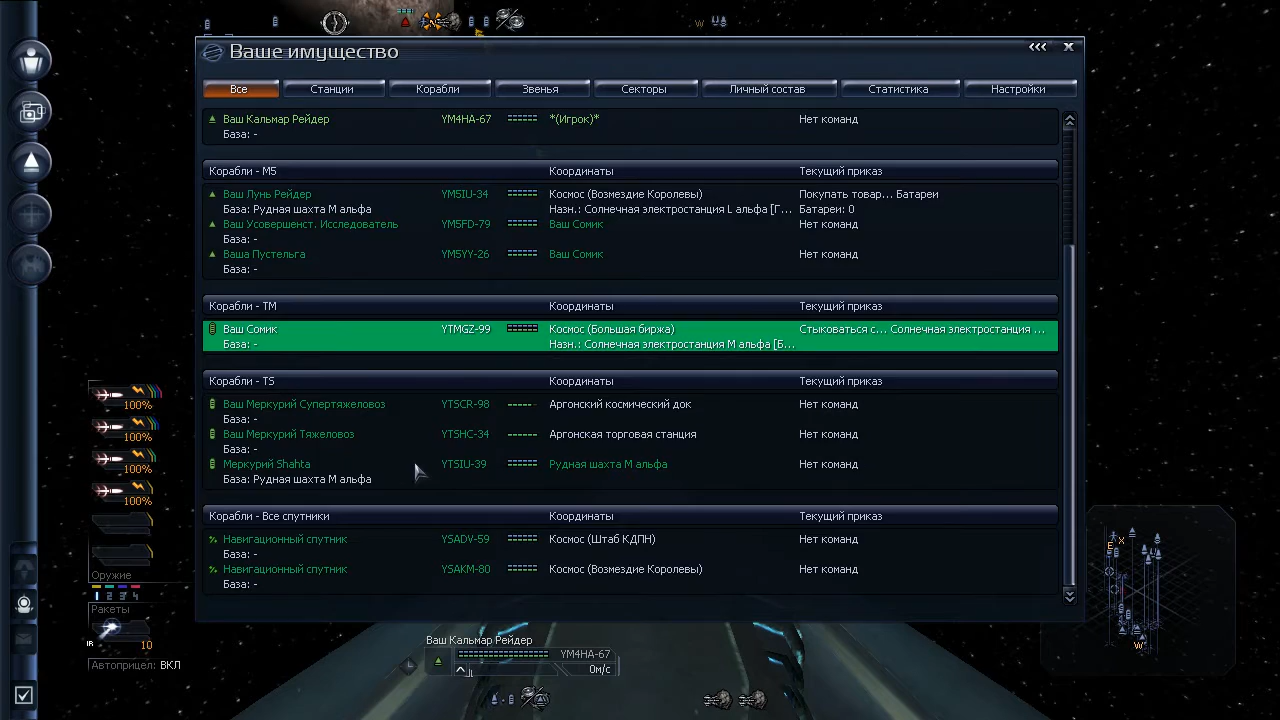 W
Ваше имущество
<<< X
Все Станции Корабли Звенья Секторы Личный состав Статистика Настройки
Ваш Кальмар Рейдер YM4HA-67 *(Игрок)* Нет команд
База: -
Корабли - M5 Координаты Текущий приказ
Ваш Лунь Рейдер YM5IU-34 Космос (Возмездие Королевы) Покупать товар... Батареи
База: Рудная шахта M альфа Назн.: Солнечная электростанция L альфа [Г... Батареи: 0
Ваш Усовершенст. Исследователь YM5FD-79 Ваш Сомик Нет команд
База: -
Ваша Пустельга YM5YY-26 Ваш Сомик Нет команд
База: -
Корабли - TM Координаты Текущий приказ
Ваш Сомик YTMGZ-99 Космос (Большая биржа) Стыковаться с... Солнечная электростанция ...
База: - Назн.: Солнечная электростанция M альфа [Б...
Корабли - TS Координаты Текущий приказ
Ваш Меркурий Супертяжеловоз YTSCR-98 Аргонский космический док Нет команд
База: -
Ваш Меркурий Тяжеловоз YTSHC-34 Аргонская торговая станция Нет команд
База: -
Меркурий Shahta YTSIU-39 Рудная шахта M альфа Нет команд
База: Рудная шахта M альфа
Корабли - Все спутники Координаты Текущий приказ
Навигационный спутник YSADV-59 Космос (Штаб КДПН) Нет команд
База: -
Навигационный спутник YSAKM-80 Космос (Возмездие Королевы) Нет команд
База: -
100%
100%
100%
100%
Оружие
1 2 3 4
Ракеты
IR 10
Автоприцел: ВКЛ
Ваш Кальмар Рейдер
YM4HA-67
0м/с
E X
W